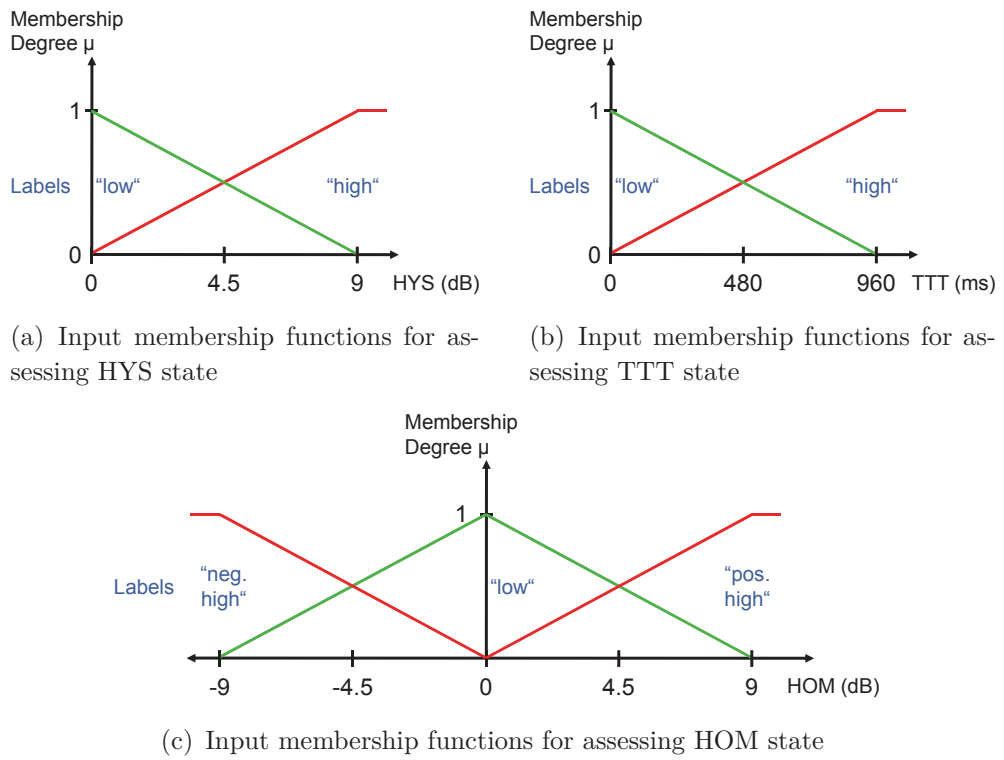 Membership
Degree μ
1
Labels
“low“
“high“
0
0
4.5
9
HYS (dB)
(a) Input membership functions for as-
sessing HYS state
Membership
Degree μ
1
Labels
“low“
“high“
0
0
480
960
TTT (ms)
(b) Input membership functions for as-
sessing TTT state
Membership
Degree μ
1
Labels
“neg.
high“
“low“
“pos.
high“
-9
-4.5
0
4.5
9
HOM (dB)
(c) Input membership functions for assessing HOM state